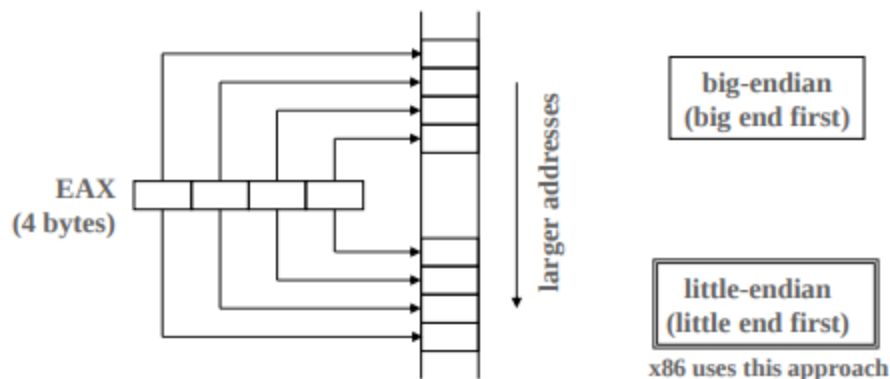 big-endian
(big end first)
EAX
(4 bytes)
larger addresses
little-endian
(little end first)
x86 uses this approach